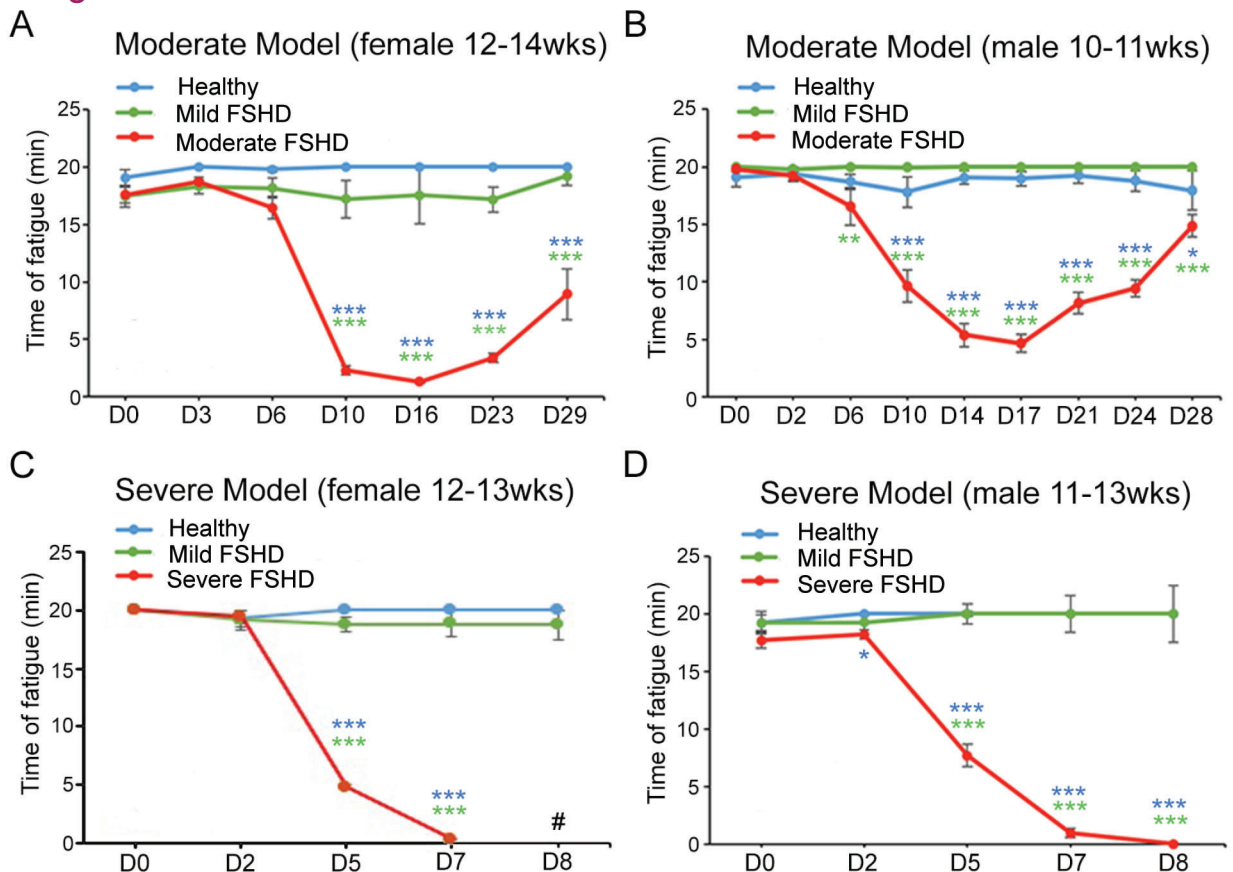 A
Moderate Model (female 12-14wks)
Healthy
Mild FSHD
Moderate FSHD
Time of fatigue (min)
25
20
15
10
5
0
***
***
***
***
***
***
***
***
D0 D3 D6 D10 D16 D23 D29
B
Moderate Model (male 10-11wks)
Healthy
Mild FSHD
Moderate FSHD
Time of fatigue (min)
25
20
15
10
5
0
**
***
***
***
***
***
***
***
***
***
***
*
***
D0 D2 D6 D10 D14 D17 D21 D24 D28
C
Severe Model (female 12-13wks)
Healthy
Mild FSHD
Severe FSHD
Time of fatigue (min)
25
20
15
10
5
0
***
***
***
***
#
D0 D2 D5 D7 D8
D
Severe Model (male 11-13wks)
Healthy
Mild FSHD
Severe FSHD
Time of fatigue (min)
25
20
15
10
5
0
*
***
***
***
***
***
***
D0 D2 D5 D7 D8